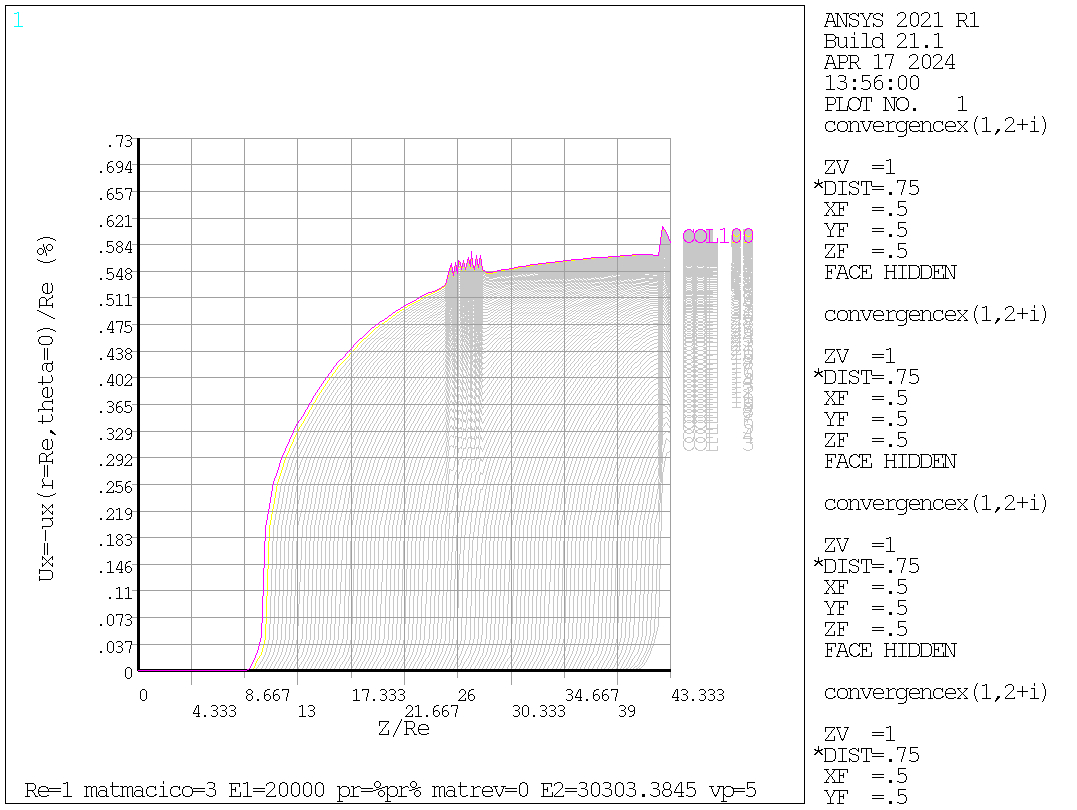 1
ANSYS 2021 R1
Build 21.1
APR 17 2024
13:56:00
PLOT NO. 1
convergencex(1,2+i)
ZV =1
*DIST=.75
XF =.5
YF =.5
ZF =.5
FACE HIDDEN
convergencex(1,2+i)
ZV =1
*DIST=.75
XF =.5
YF =.5
ZF =.5
FACE HIDDEN
convergencex(1,2+i)
ZV =1
*DIST=.75
XF =.5
YF =.5
ZF =.5
FACE HIDDEN
convergencex(1,2+i)
ZV =1
*DIST=.75
XF =.5
YF =.5
Ux=-ux(r=Re,theta=0)/Re (%)
.73
.694
.657
.621
.584
.548
.511
.475
.438
.402
.365
.329
.292
.256
.219
.183
.146
.11
.073
.037
0
COL100
0
4.333
8.667
13
17.333
21.667
26
30.333
34.667
39
43.333
Z/Re
Re=1 matmacico=3 E1=20000 pr=%pr% matrev=0 E2=30303.3845 vp=5